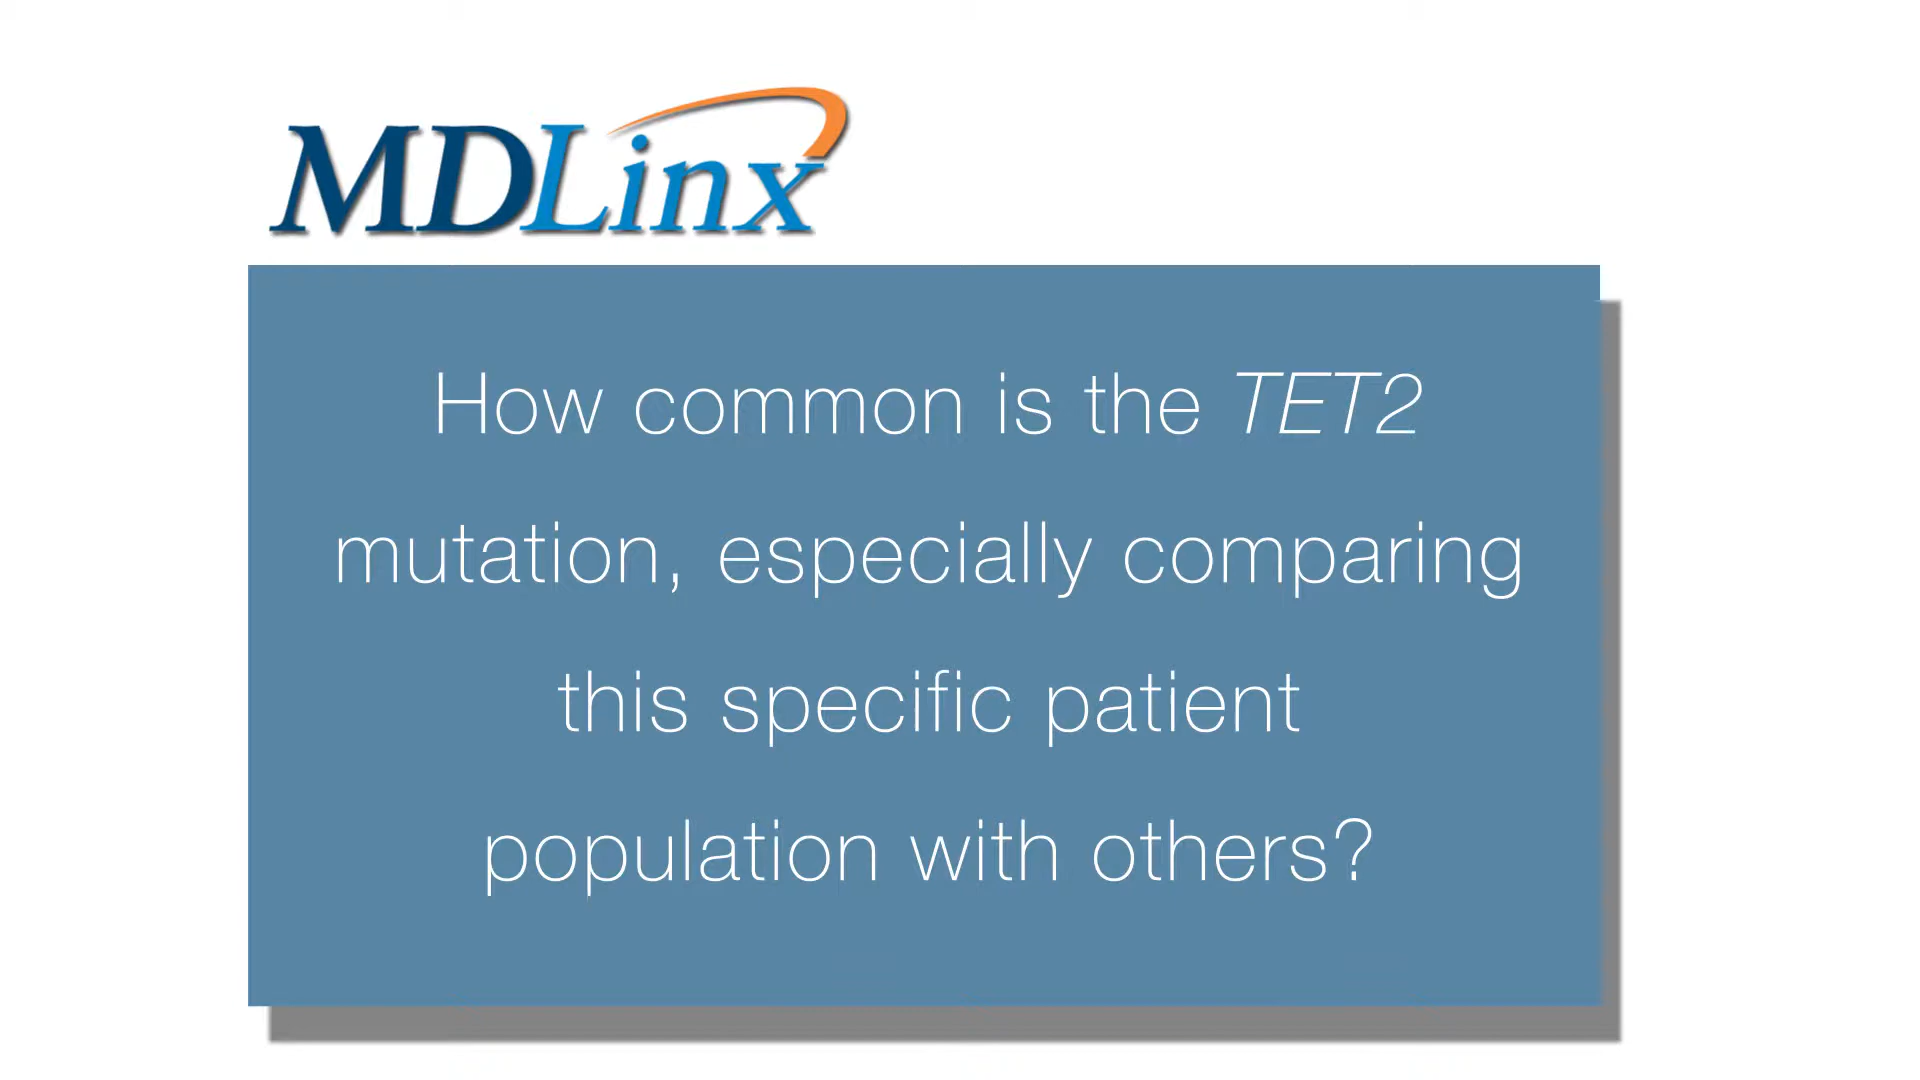 MDLinx
How common is the TET2
mutation, especially comparing
this specific patient
population with others?